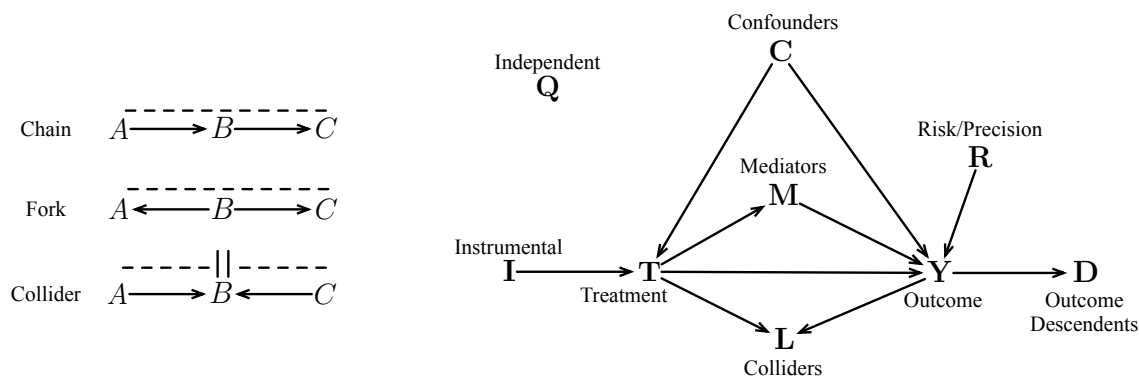 Chain
A B C
Fork
A B C
Collider
A B C
Confounders
C
Independent
Q
Risk/Precision
R
Mediators
M
Instrumental
I
T
Treatment
Y
Outcome
D
Outcome
Descendents
L
Colliders